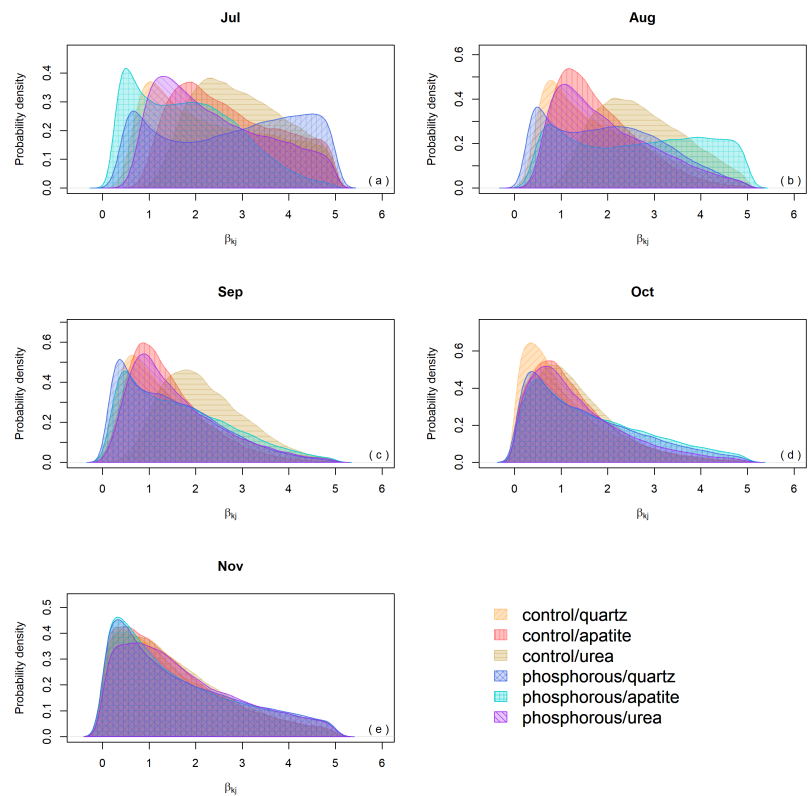 Jul
Probability density
0.0 0.1 0.2 0.3 0.4
0 1 2 3 4 5 6
( a )
βkj
Aug
Probability density
0.0 0.2 0.4 0.6
0 1 2 3 4 5 6
( b )
βkj
Sep
Probability density
0.0 0.2 0.4 0.6
0 1 2 3 4 5 6
( c )
βkj
Oct
Probability density
0.0 0.2 0.4 0.6
0 1 2 3 4 5 6
( d )
βkj
Nov
Probability density
0.0 0.1 0.2 0.3 0.4 0.5
0 1 2 3 4 5 6
( e )
βkj
control/quartz
control/apatite
control/urea
phosphorous/quartz
phosphorous/apatite
phosphorous/urea